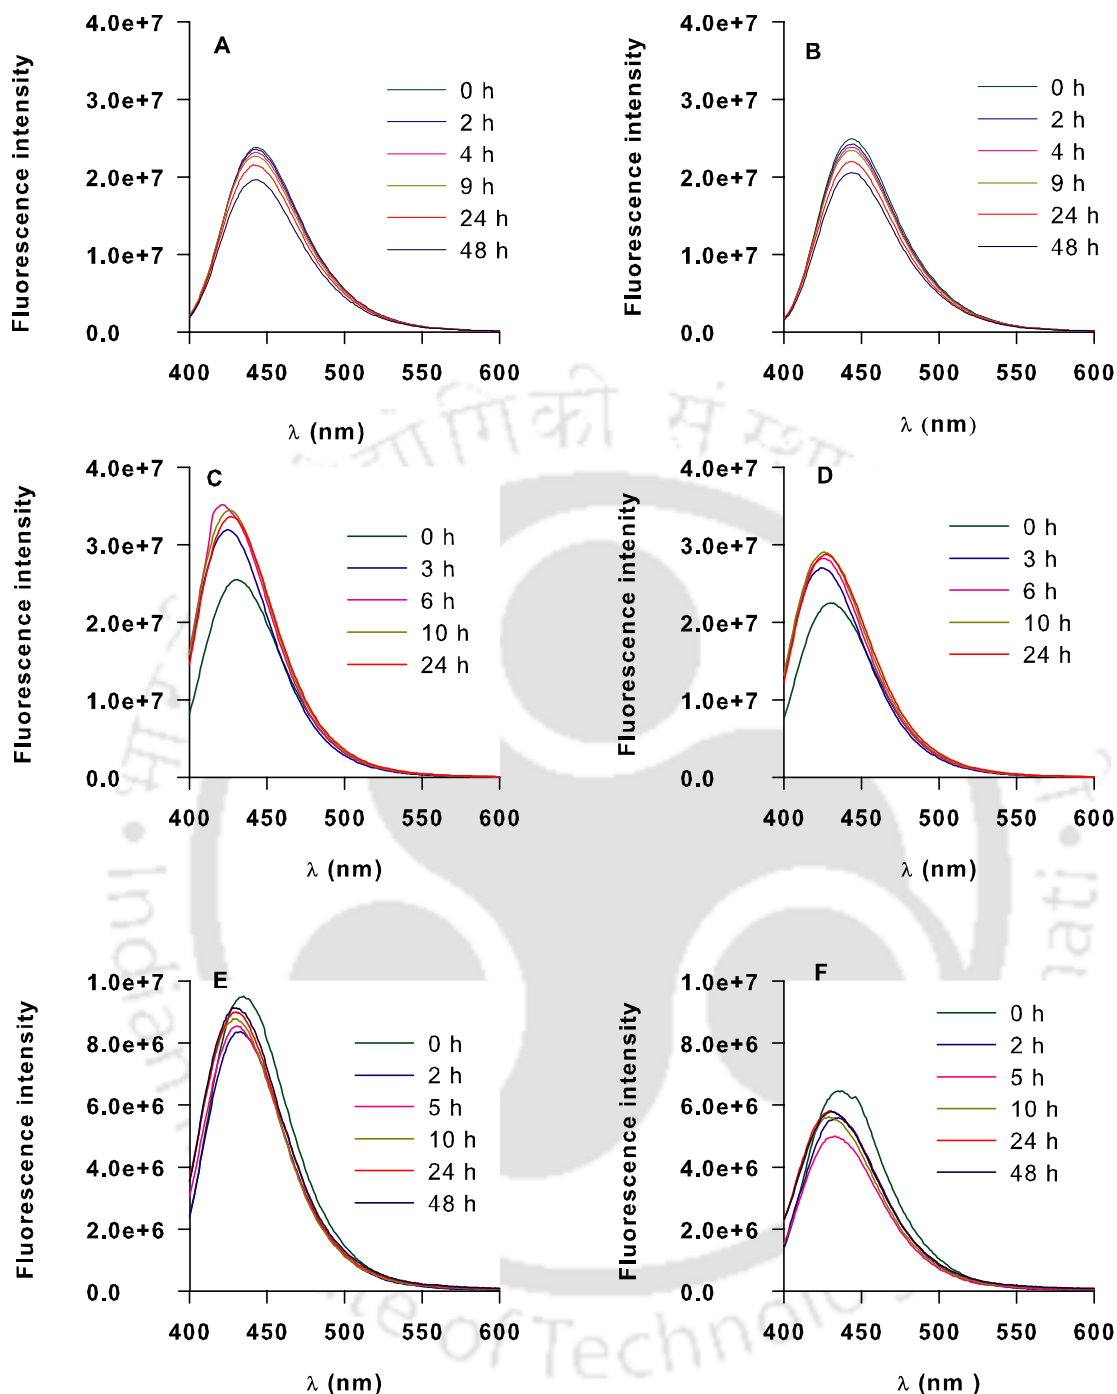 A
Fluorescence intensity
4.0e+7
3.0e+7
2.0e+7
1.0e+7
0.0
400 450 500 550 600
λ (nm)
0 h
2 h
4 h
9 h
24 h
48 h
B
Fluorescence intensity
4.0e+7
3.0e+7
2.0e+7
1.0e+7
0.0
400 450 500 550 600
λ (nm)
0 h
2 h
4 h
9 h
24 h
48 h
C
Fluorescence intenity
4.0e+7
3.0e+7
2.0e+7
1.0e+7
0.0
400 450 500 550 600
λ (nm)
0 h
3 h
6 h
10 h
24 h
D
Fluorescence intensity
4.0e+7
3.0e+7
2.0e+7
1.0e+7
0.0
400 450 500 550 600
λ (nm)
0 h
3 h
6 h
10 h
24 h
E
Fluorescence intensity
1.0e+7
8.0e+6
6.0e+6
4.0e+6
2.0e+6
0.0
400 450 500 550 600
λ (nm)
0 h
2 h
5 h
10 h
24 h
48 h
F
Fluorescence intensity
1.0e+7
8.0e+6
6.0e+6
4.0e+6
2.0e+6
0.0
400 450 500 550 600
λ (nm )
0 h
2 h
5 h
10 h
24 h
48 h
Indian
of Technolo